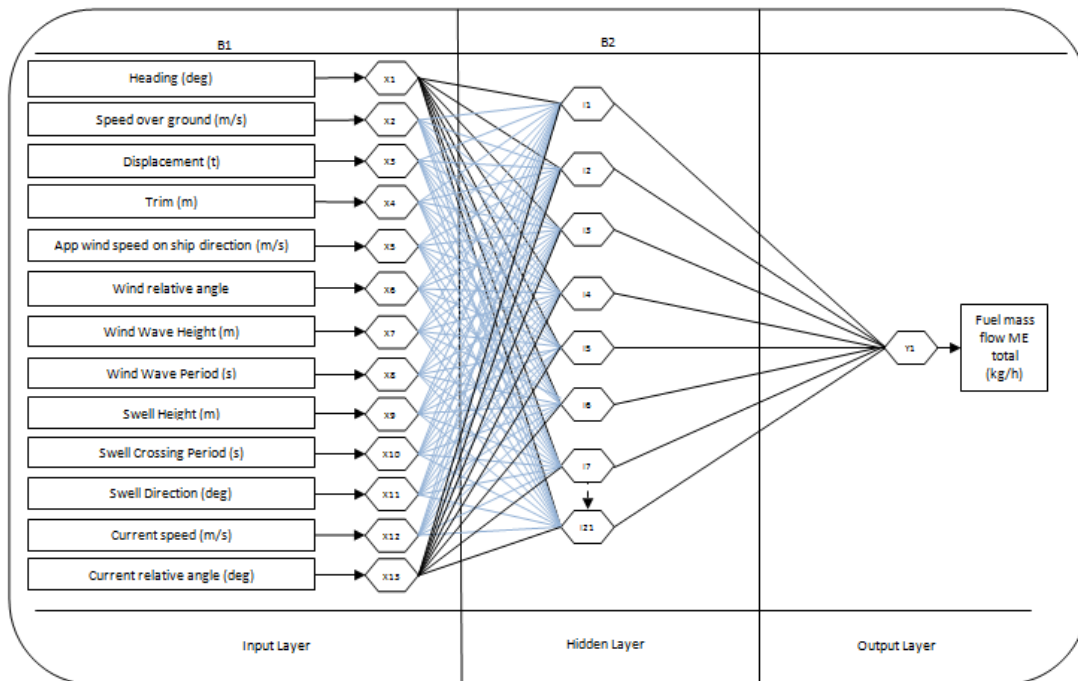 B1
B2
Heading (deg)
X1
Speed over ground (m/s)
X2
Displacement (t)
X3
Trim (m)
X4
App wind speed on ship direction (m/s)
X5
Wind relative angle
X6
Wind Wave Height (m)
X7
Wind Wave Period (s)
X8
Swell Height (m)
X9
Swell Crossing Period (s)
X10
Swell Direction (deg)
X11
Current speed (m/s)
X12
Current relative angle (deg)
X13
I1
I2
I3
I4
I5
I6
I7
I21
Y1
Fuel mass
flow ME
total
(kg/h)
Input Layer
Hidden Layer
Output Layer